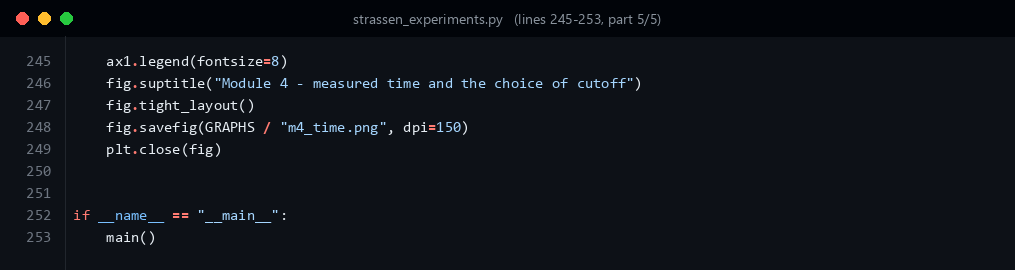 strassen_experiments.py (lines 245-253, part 5/5)
245     ax1.legend(fontsize=8)
246     fig.suptitle("Module 4 - measured time and the choice of cutoff")
247     fig.tight_layout()
248     fig.savefig(GRAPHS / "m4_time.png", dpi=150)
249     plt.close(fig)
250
251
252 if __name__ == "__main__":
253     main()